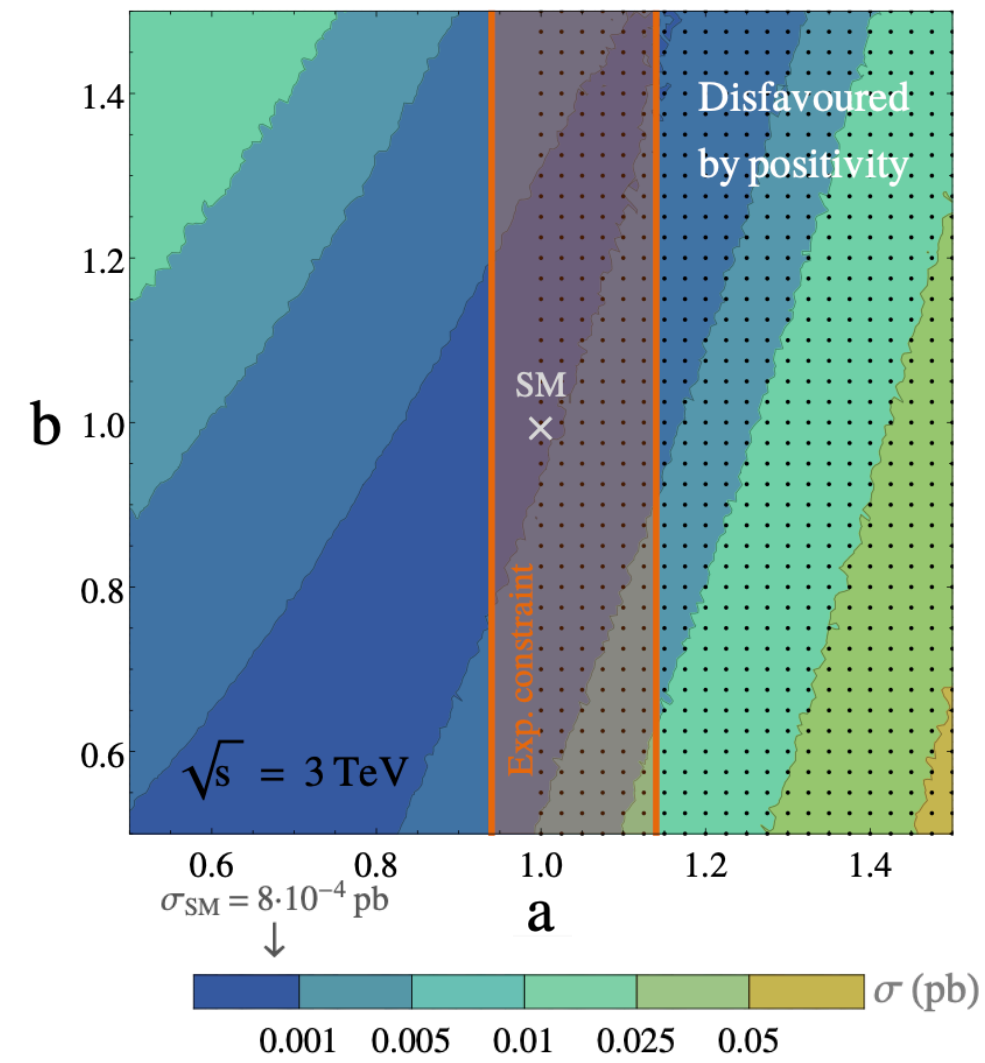 1.4
1.2
b
1.0
0.8
0.6
Disfavoured
by positivity
SM
×
Exp. constraint
√s = 3 TeV
0.6 0.8 1.0 1.2 1.4
a
σSM = 8·10⁻⁴ pb
↓
σ (pb)
0.001 0.005 0.01 0.025 0.05